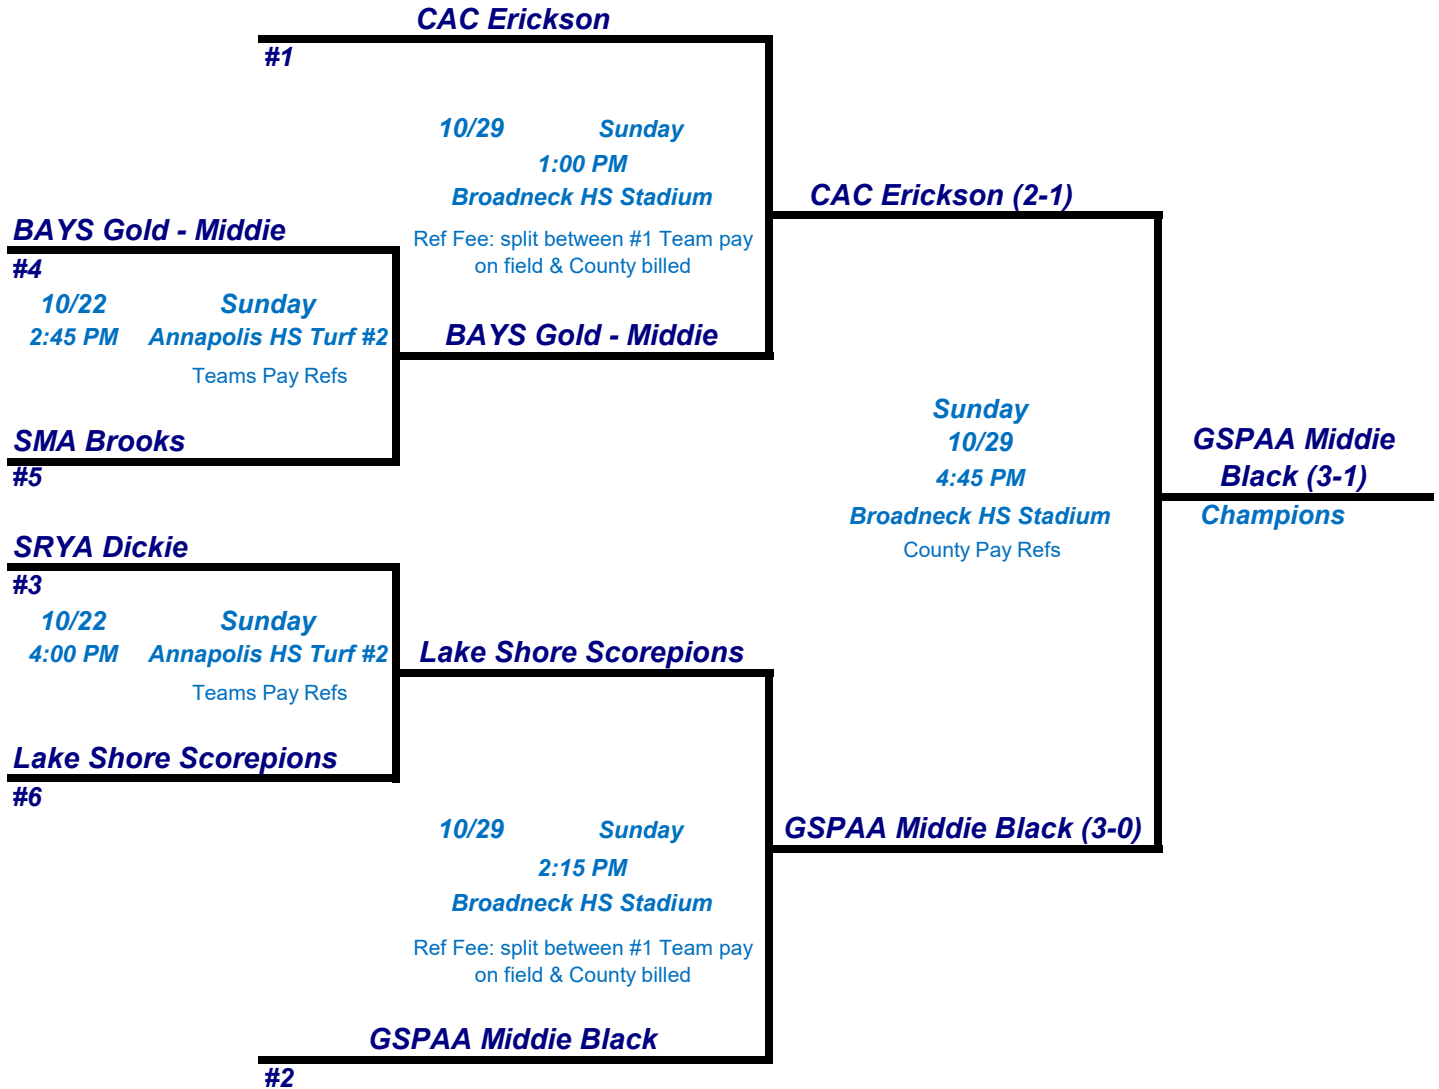 CAC Erickson
#1
10/29 Sunday
1:00 PM
Broadneck HS Stadium
Ref Fee: split between #1 Team pay
on field & County billed
CAC Erickson (2-1)
BAYS Gold - Middie
#4
10/22 Sunday
2:45 PM Annapolis HS Turf #2
Teams Pay Refs
BAYS Gold - Middie
SMA Brooks
#5
Sunday
10/29
4:45 PM
Broadneck HS Stadium
County Pay Refs
GSPAA Middie
Black (3-1)
Champions
SRYA Dickie
#3
10/22 Sunday
4:00 PM Annapolis HS Turf #2
Teams Pay Refs
Lake Shore Scorepions
Lake Shore Scorepions
#6
10/29 Sunday
2:15 PM
Broadneck HS Stadium
Ref Fee: split between #1 Team pay
on field & County billed
GSPAA Middie Black (3-0)
GSPAA Middie Black
#2